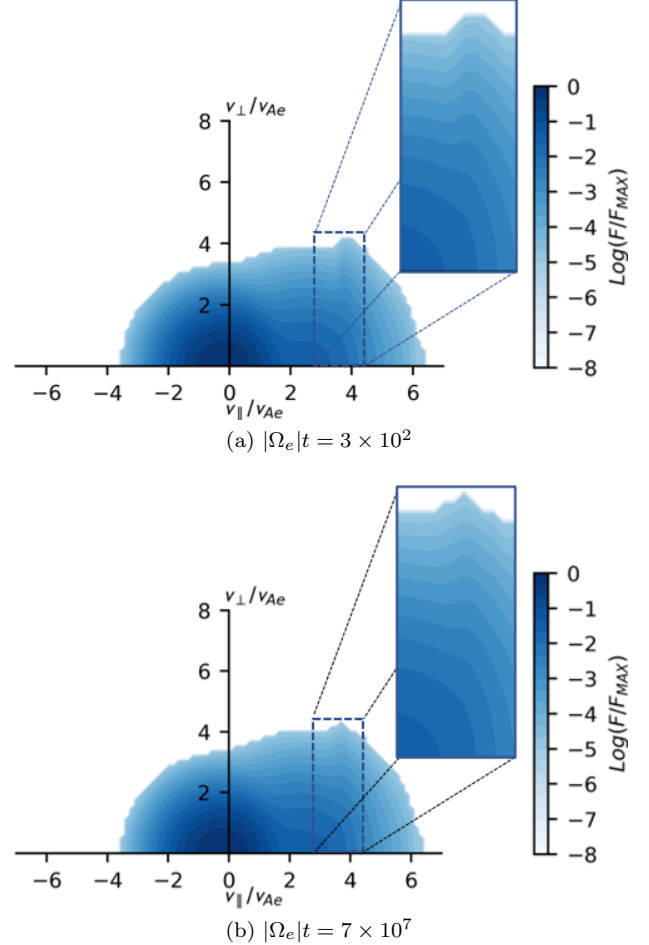 v⊥/vAe
8
6
4
2
−6 −4 −2 0 2 4 6
v∥/vAe
0
−1
−2
−3
−4
−5
−6
−7
−8
Log(F/FMAX)
(a) |Ωe|t = 3 × 10²
v⊥/vAe
8
6
4
2
−6 −4 −2 0 2 4 6
v∥/vAe
0
−1
−2
−3
−4
−5
−6
−7
−8
Log(F/FMAX)
(b) |Ωe|t = 7 × 10⁷